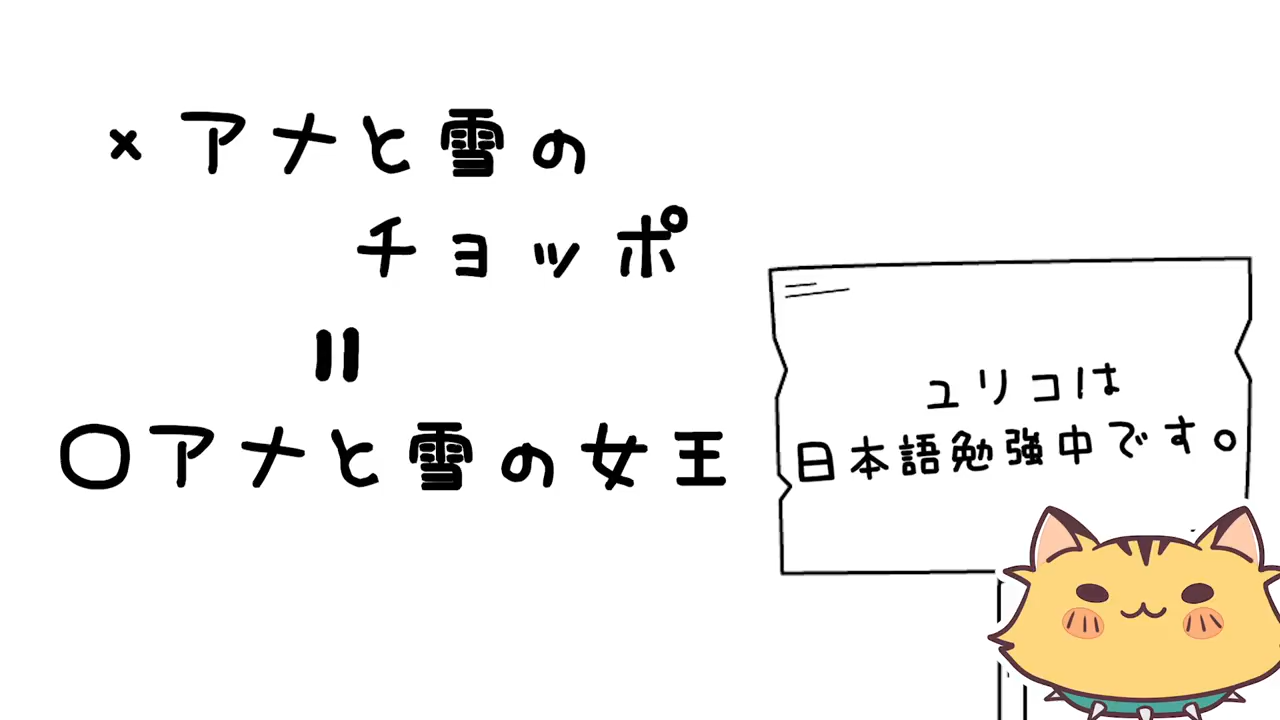 ×アナと雪の
チョッポ
||
〇アナと雪の女王
ユリコは
日本語勉強中です。